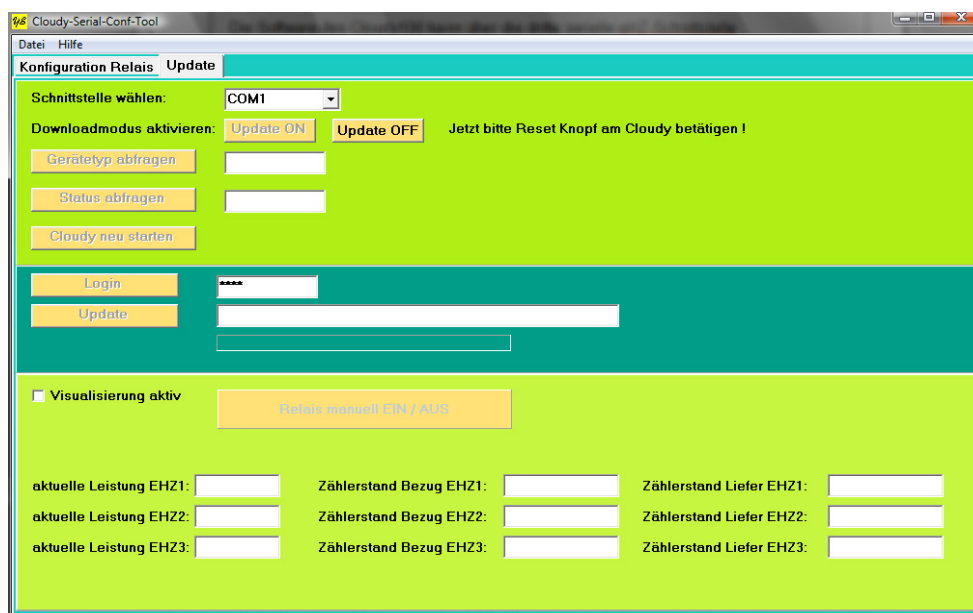 Cloudy-Serial-Conf-Tool
Datei Hilfe
Konfiguration Relais Update
Schnittstelle wählen: COM1
Downloadmodus aktivieren: Update ON Update OFF Jetzt bitte Reset Knopf am Cloudy betätigen !
Gerätetyp abfragen
Status abfragen
Cloudy neu starten
Login ****
Update
Visualisierung aktiv
Relais manuell EIN / AUS
aktuelle Leistung EHZ1: Zählerstand Bezug EHZ1: Zählerstand Liefer EHZ1:
aktuelle Leistung EHZ2: Zählerstand Bezug EHZ2: Zählerstand Liefer EHZ2:
aktuelle Leistung EHZ3: Zählerstand Bezug EHZ3: Zählerstand Liefer EHZ3: